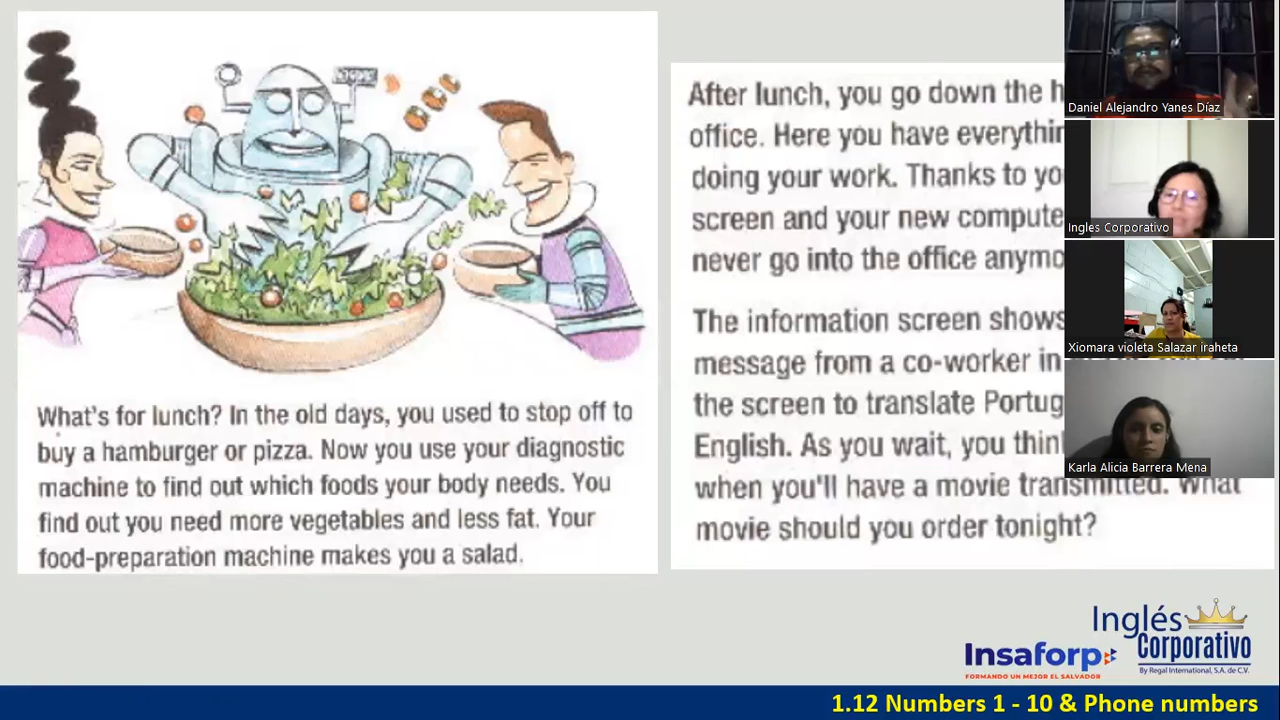 What's for lunch? In the old days, you used to stop off to
buy a hamburger or pizza. Now you use your diagnostic
machine to find out which foods your body needs. You
find out you need more vegetables and less fat. Your
food-preparation machine makes you a salad.
After lunch, you go down the
office. Here you have
doing your work. Thanks to
screen and your new
never go into the office
The information screen shows
message from a co-worker in
the screen to translate
English. As you wait, you
when you'll have a movie transmitted. What
movie should you order tonight?
Daniel Alejandro Yanes Díaz
Ingles Corporativo
Xiomara violeta Salazar iraheta
Karla Alicia Barrera Mena
Insaforp
FORMANDO UN MEJOR EL SALVADOR
Inglés
Corporativo
By Regal International, S.A. de C.V.
1.12 Numbers 1 - 10 & Phone numbers